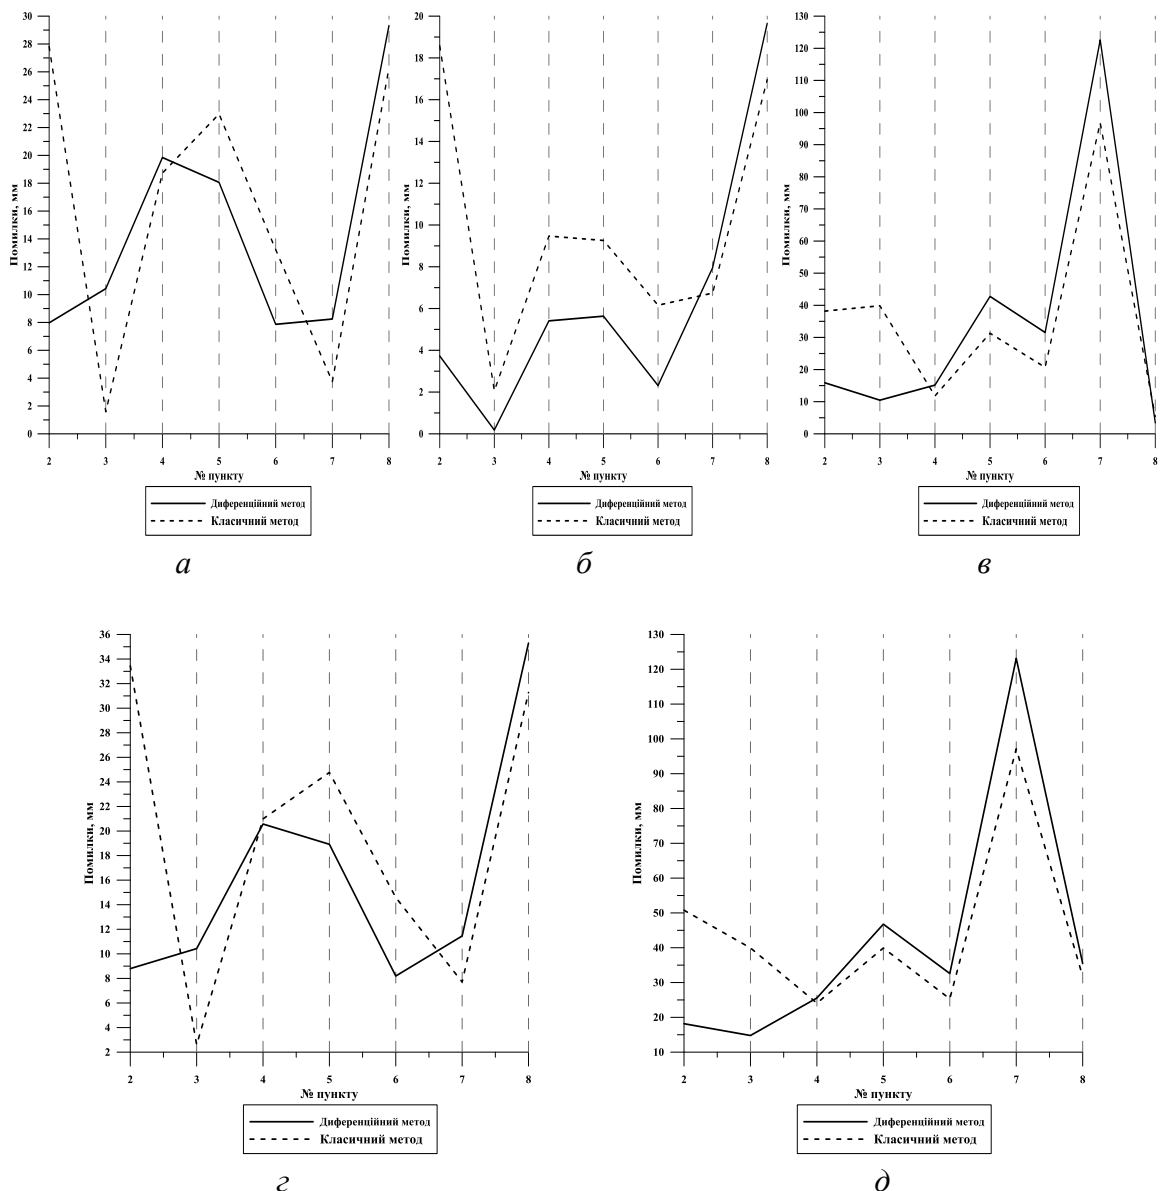 30
28
26
24
22
20
18
16
14
12
10
8
6
4
2
0
Помилки, мм
2 3 4 5 6 7 8
№ пункту
Диференційний метод
Класичний метод
а
20
18
16
14
12
10
8
6
4
2
0
Помилки, мм
2 3 4 5 6 7 8
№ пункту
Диференційний метод
Класичний метод
б
130
120
110
100
90
80
70
60
50
40
30
20
10
0
Помилки, мм
2 3 4 5 6 7 8
№ пункту
Диференційний метод
Класичний метод
в
36
34
32
30
28
26
24
22
20
18
16
14
12
10
8
6
4
2
Помилки, мм
2 3 4 5 6 7 8
№ пункту
Диференційний метод
Класичний метод
г
130
120
110
100
90
80
70
60
50
40
30
20
10
Помилки, мм
2 3 4 5 6 7 8
№ пункту
Диференційний метод
Класичний метод
д